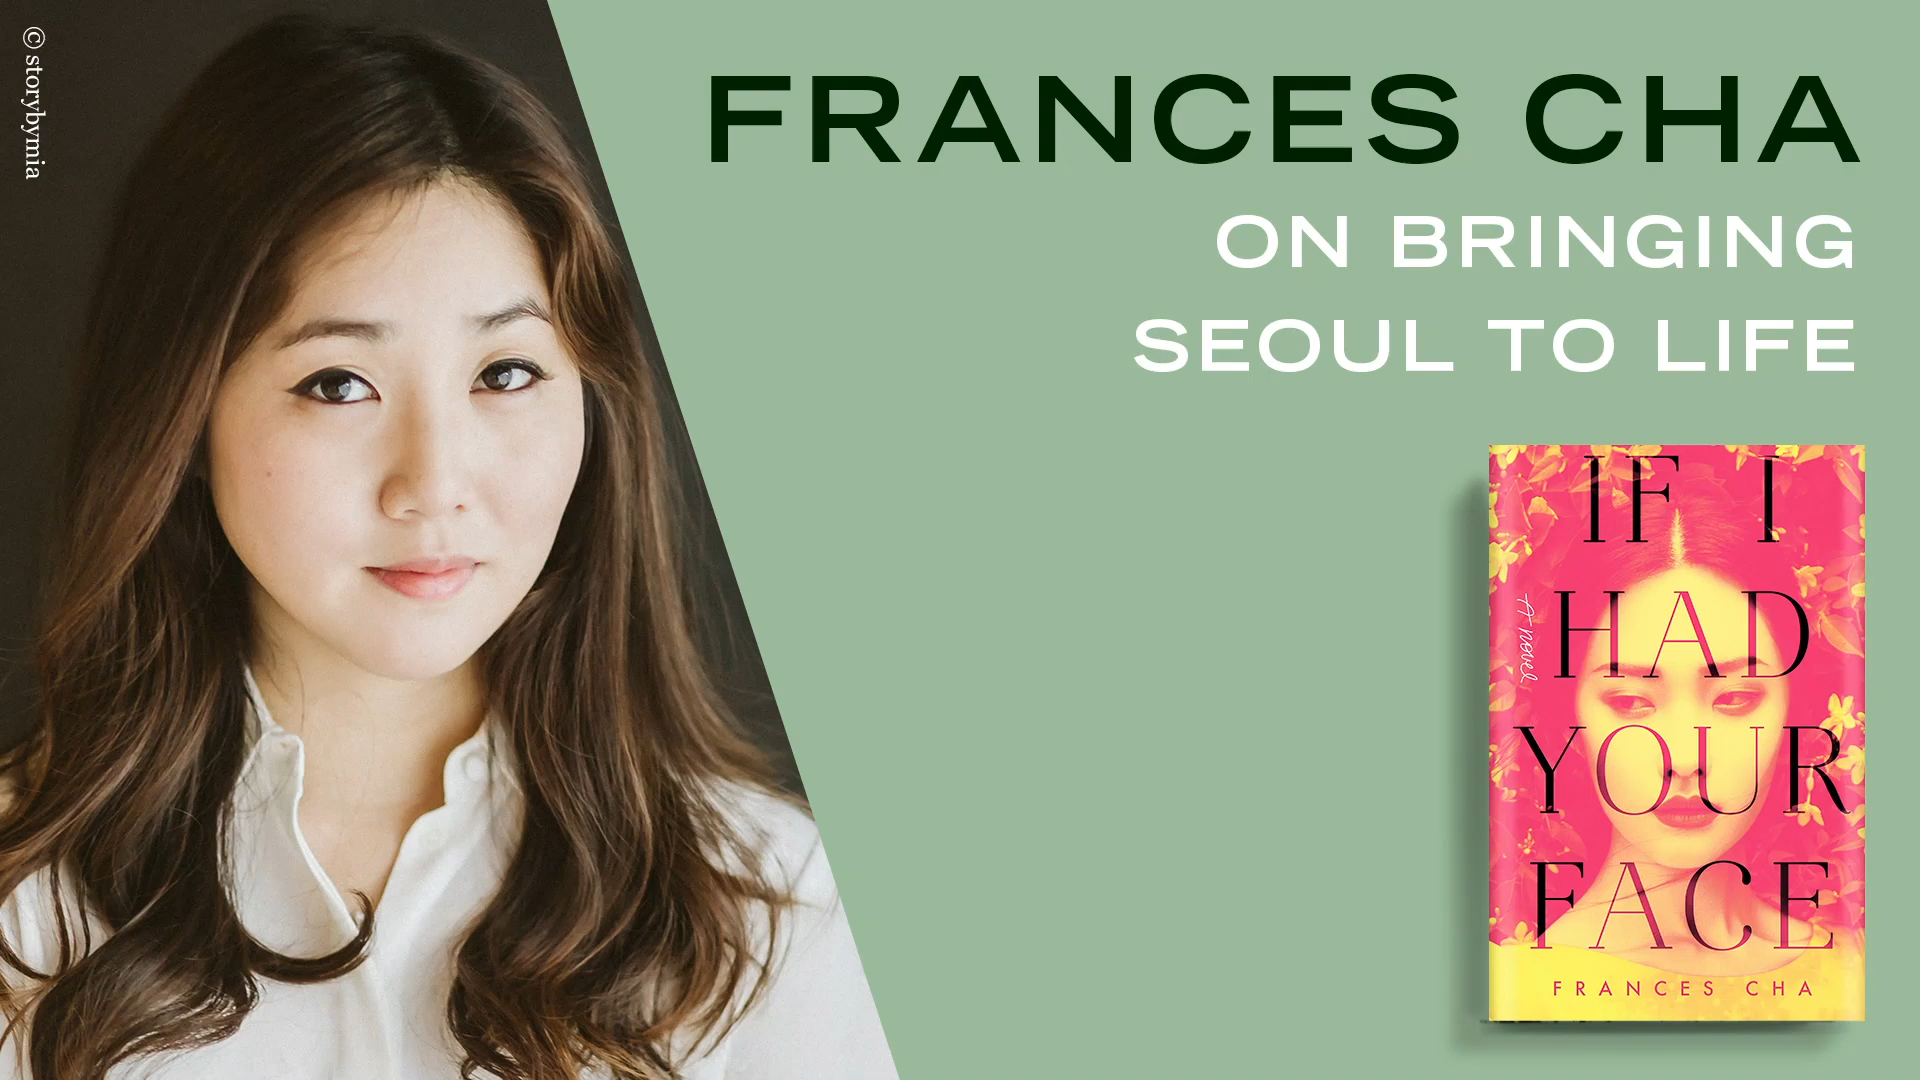 © storybymia
FRANCES CHA
ON BRINGING
SEOUL TO LIFE
IF I
HAD
A novel
YOUR
FACE
FRANCES CHA